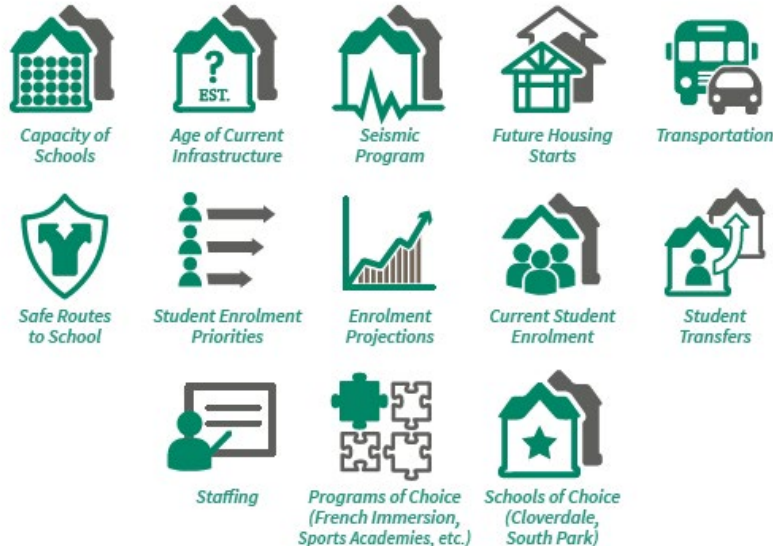 ?
EST.
Capacity of
Schools
Age of Current
Infrastructure
Seismic
Program
Future Housing
Starts
Transportation
Safe Routes
to School
Student Enrolment
Priorities
Enrolment
Projections
Current Student
Enrolment
Student
Transfers
Staffing
Programs of Choice
(French Immersion,
Sports Academies, etc.)
Schools of Choice
(Cloverdale,
South Park)